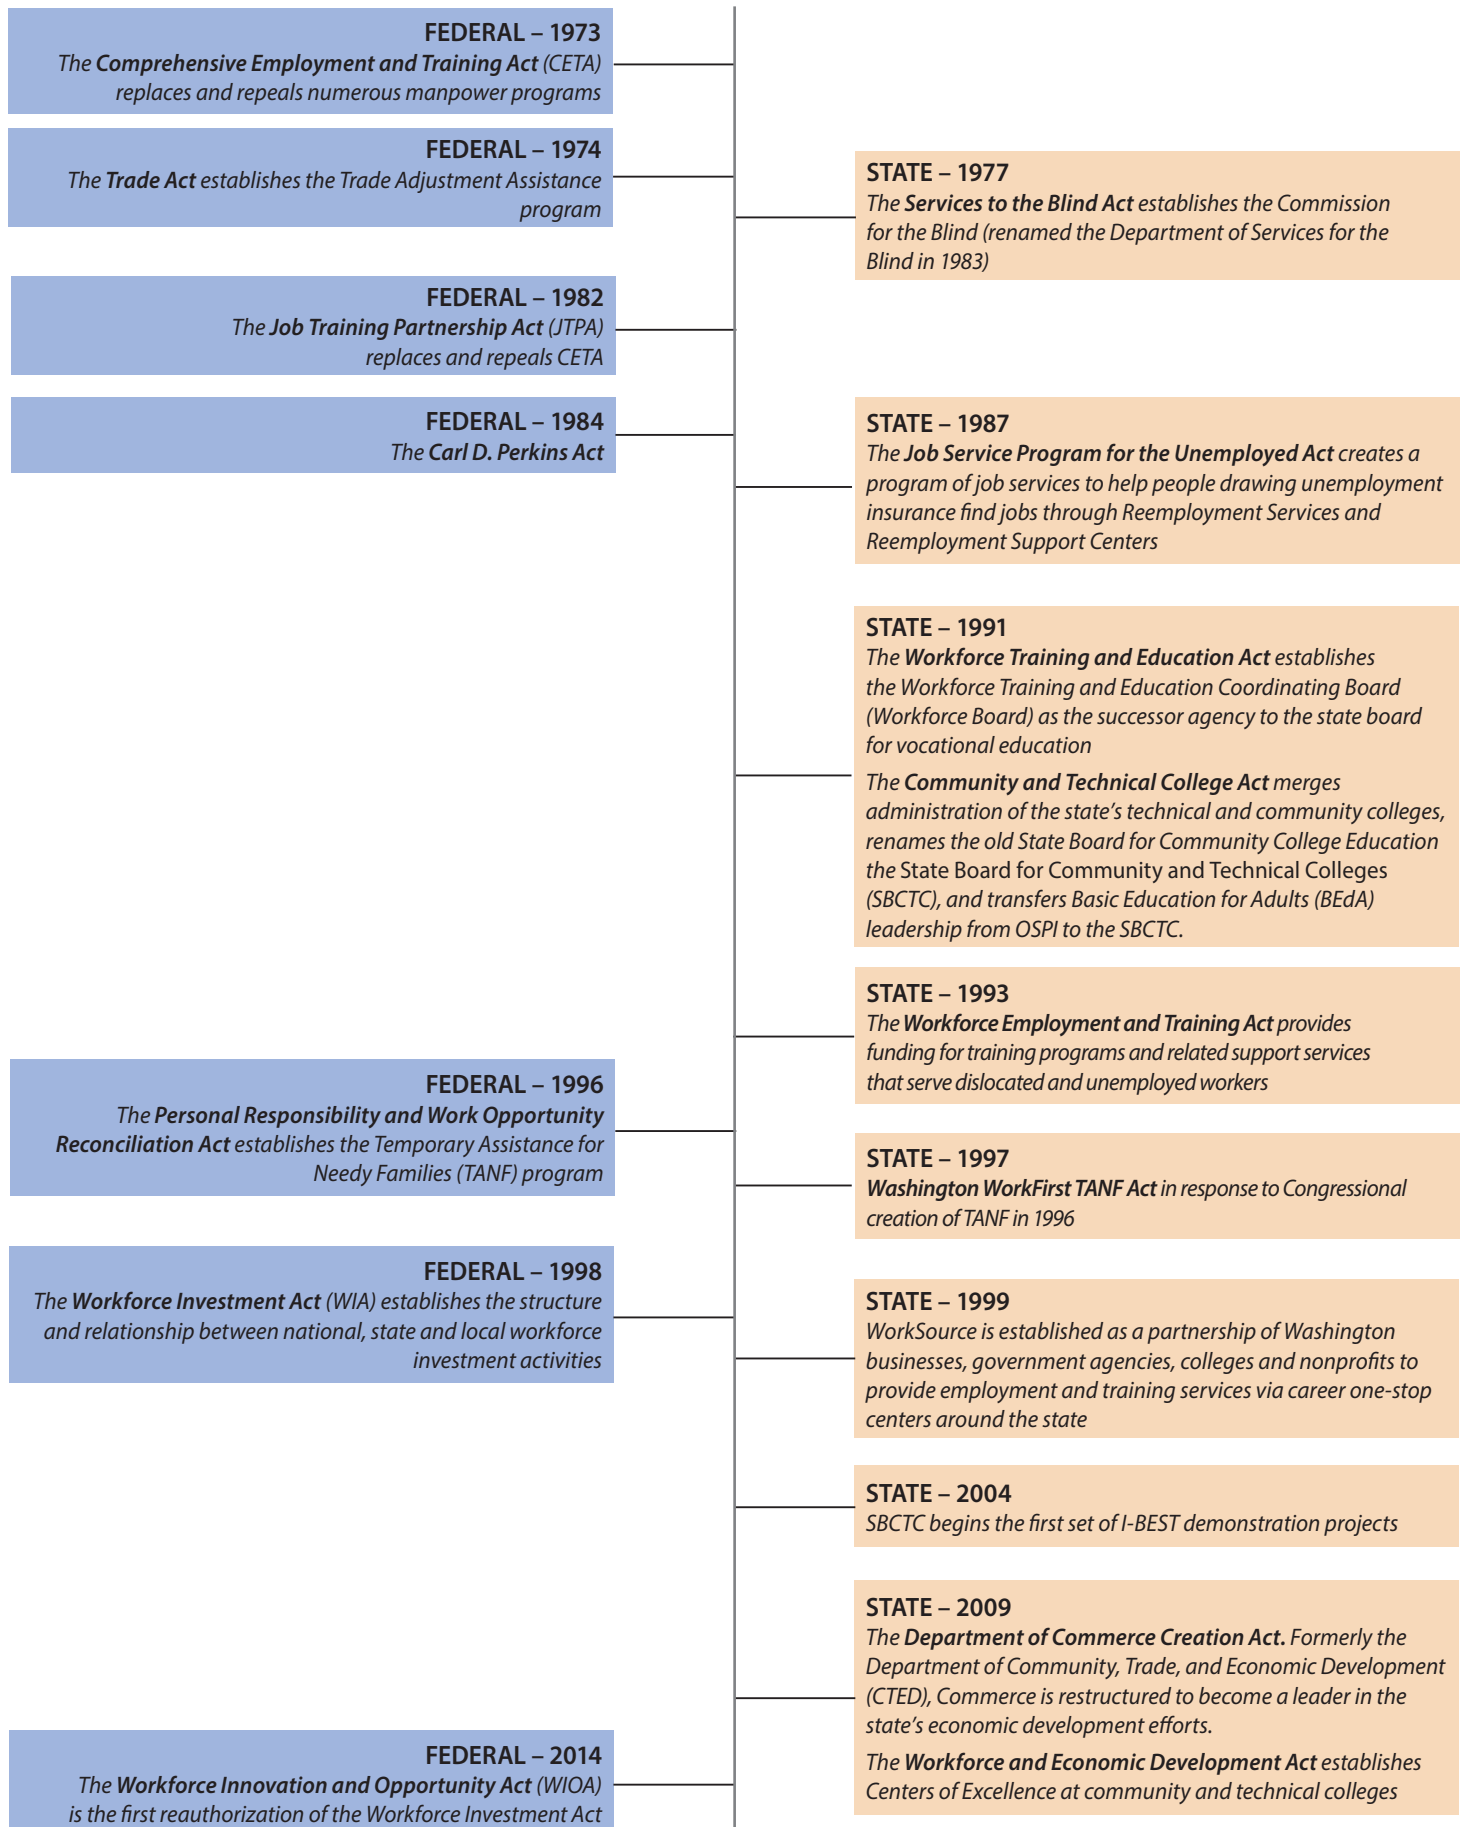 FEDERAL – 1973
The Comprehensive Employment and Training Act (CETA)
replaces and repeals numerous manpower programs
FEDERAL – 1974
The Trade Act establishes the Trade Adjustment Assistance
program
STATE – 1977
The Services to the Blind Act establishes the Commission
for the Blind (renamed the Department of Services for the
Blind in 1983)
FEDERAL – 1982
The Job Training Partnership Act (JTPA)
replaces and repeals CETA
FEDERAL – 1984
The Carl D. Perkins Act
STATE – 1987
The Job Service Program for the Unemployed Act creates a
program of job services to help people drawing unemployment
insurance find jobs through Reemployment Services and
Reemployment Support Centers
STATE – 1991
The Workforce Training and Education Act establishes
the Workforce Training and Education Coordinating Board
(Workforce Board) as the successor agency to the state board
for vocational education
The Community and Technical College Act merges
administration of the state’s technical and community colleges,
renames the old State Board for Community College Education
the State Board for Community and Technical Colleges
(SBCTC), and transfers Basic Education for Adults (BEdA)
leadership from OSPI to the SBCTC.
STATE – 1993
The Workforce Employment and Training Act provides
funding for training programs and related support services
that serve dislocated and unemployed workers
FEDERAL – 1996
The Personal Responsibility and Work Opportunity
Reconciliation Act establishes the Temporary Assistance for
Needy Families (TANF) program
STATE – 1997
Washington WorkFirst TANF Act in response to Congressional
creation of TANF in 1996
FEDERAL – 1998
The Workforce Investment Act (WIA) establishes the structure
and relationship between national, state and local workforce
investment activities
STATE – 1999
WorkSource is established as a partnership of Washington
businesses, government agencies, colleges and nonprofits to
provide employment and training services via career one-stop
centers around the state
STATE – 2004
SBCTC begins the first set of I-BEST demonstration projects
STATE – 2009
The Department of Commerce Creation Act. Formerly the
Department of Community, Trade, and Economic Development
(CTED), Commerce is restructured to become a leader in the
state’s economic development efforts.
The Workforce and Economic Development Act establishes
Centers of Excellence at community and technical colleges
FEDERAL – 2014
The Workforce Innovation and Opportunity Act (WIOA)
is the first reauthorization of the Workforce Investment Act